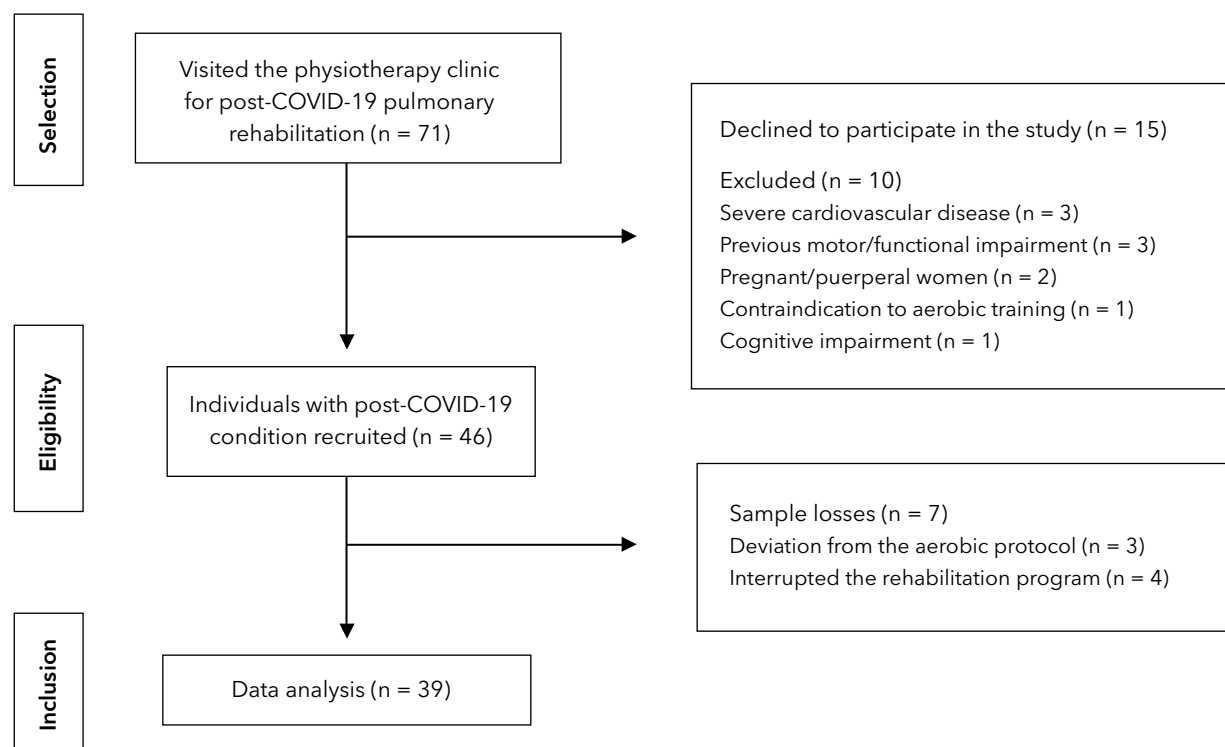 Selection
Visited the physiotherapy clinic
for post-COVID-19 pulmonary
rehabilitation (n = 71)
Declined to participate in the study (n = 15)
Excluded (n = 10)
Severe cardiovascular disease (n = 3)
Previous motor/functional impairment (n = 3)
Pregnant/puerperal women (n = 2)
Contraindication to aerobic training (n = 1)
Cognitive impairment (n = 1)
Eligibility
Individuals with post-COVID-19
condition recruited (n = 46)
Sample losses (n = 7)
Deviation from the aerobic protocol (n = 3)
Interrupted the rehabilitation program (n = 4)
Inclusion
Data analysis (n = 39)